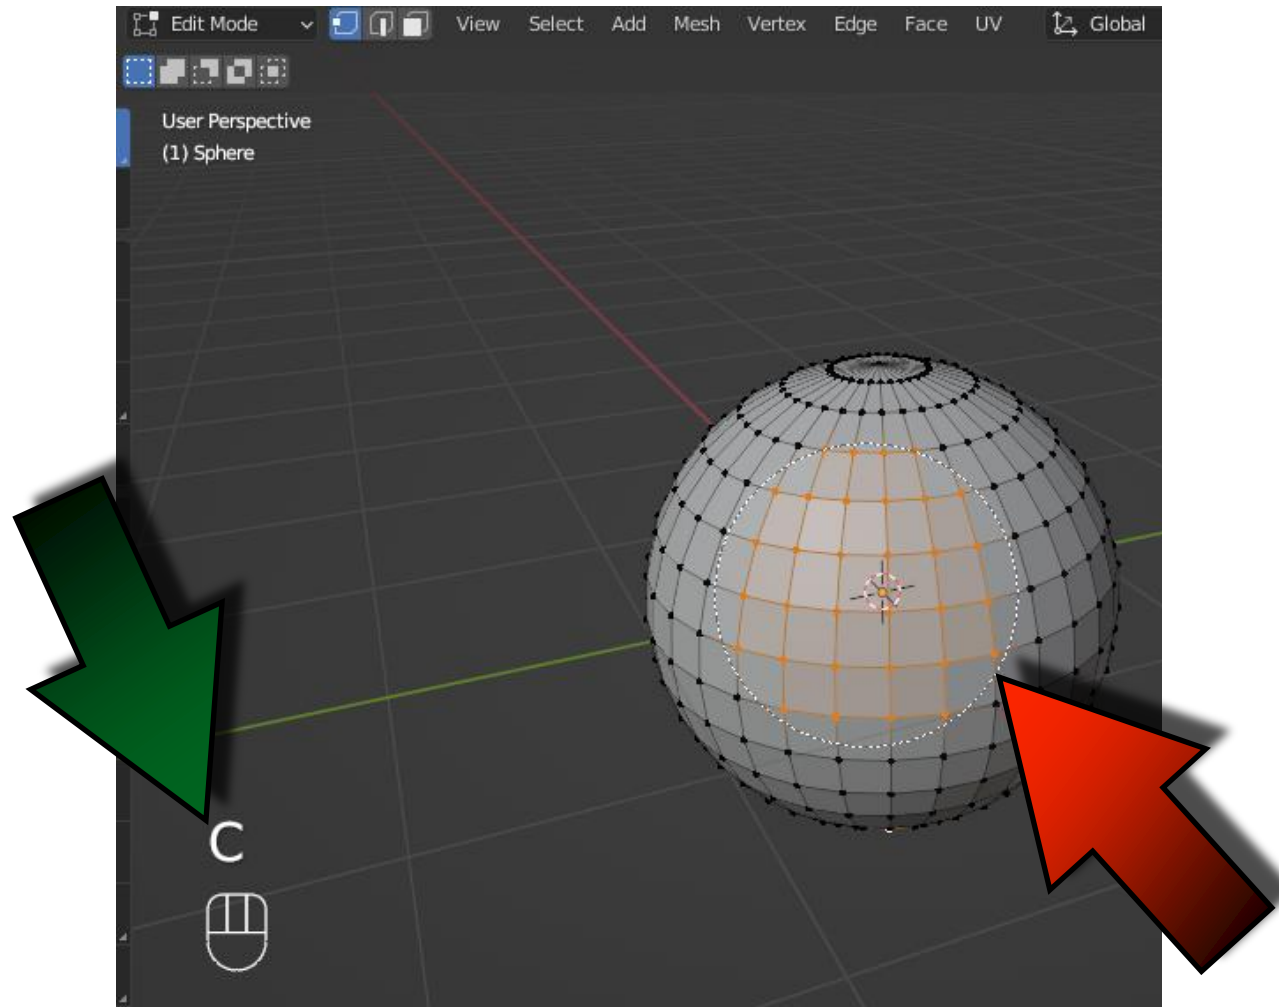 Edit Mode View Select Add Mesh Vertex Edge Face UV Global
User Perspective
(1) Sphere
C